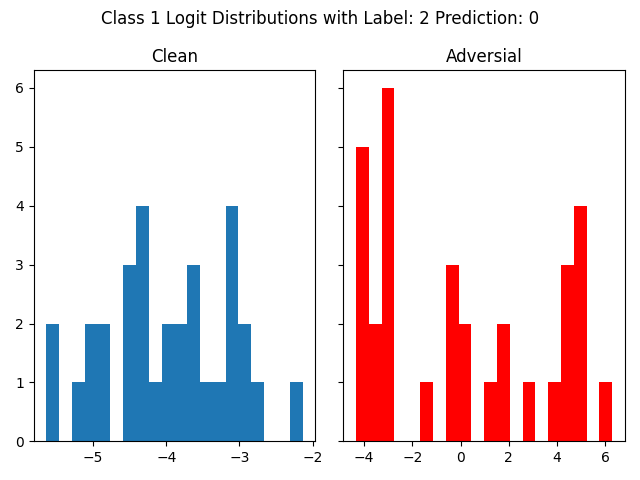 Class 1 Logit Distributions with Label: 2 Prediction: 0
Clean
Adversial
6
5
4
3
2
1
0
−5 −4 −3 −2
−4 −2 0 2 4 6